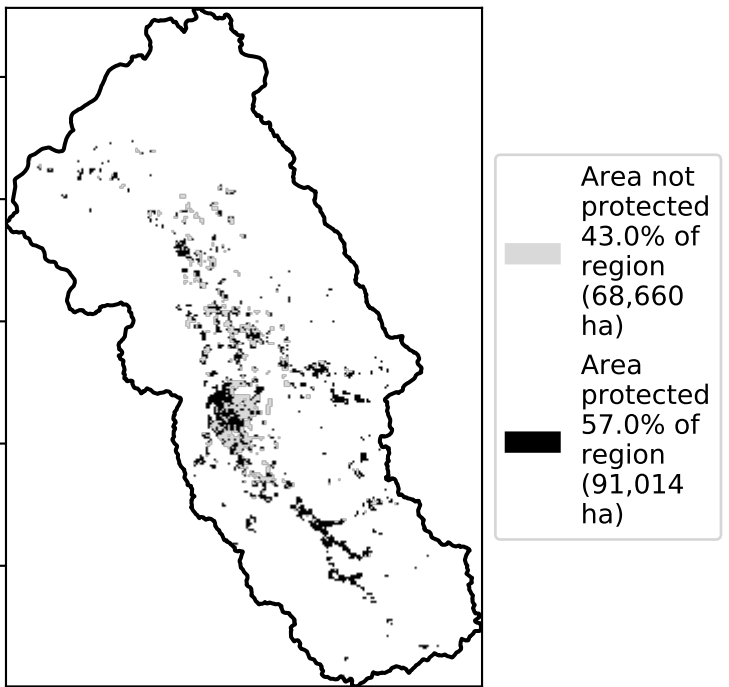 Area not
protected
43.0% of
region
(68,660
ha)
Area
protected
57.0% of
region
(91,014
ha)